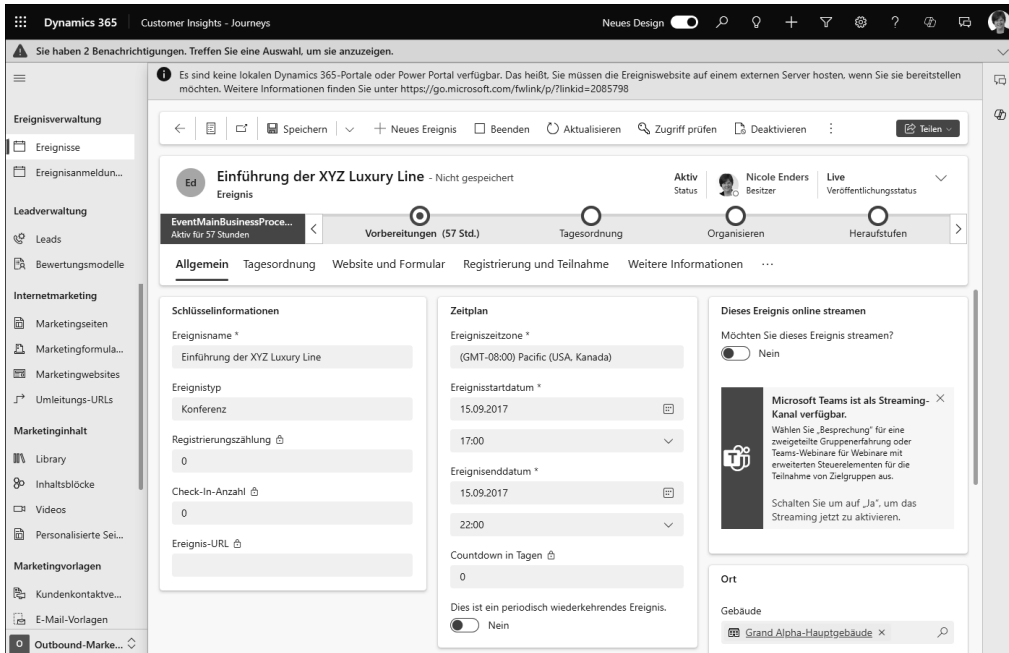 Dynamics 365
Customer Insights - Journeys
Neues Design
Sie haben 2 Benachrichtigungen. Treffen Sie eine Auswahl, um sie anzuzeigen.
Es sind keine lokalen Dynamics 365-Portale oder Power Portal verfügbar. Das heißt, Sie müssen die Ereigniswebsite auf einem externen Server hosten, wenn Sie sie bereitstellen
möchten. Weitere Informationen finden Sie unter https://go.microsoft.com/fwlink/p/?linkid=2085798
Ereignisverwaltung
Ereignisse
Ereignisanmeldun...
Leadverwaltung
Leads
Bewertungsmodelle
Internetmarketing
Marketingseiten
Marketingformula...
Marketingwebsites
Umleitungs-URLs
Marketinginhalt
Library
Inhaltsblöcke
Videos
Personalisierte Sei...
Marketingvorlagen
Kundenkontaktve...
E-Mail-Vorlagen
O Outbound-Marke...
Speichern
Neues Ereignis
Beenden
Aktualisieren
Zugriff prüfen
Deaktivieren
Teilen
Ed
Einführung der XYZ Luxury Line - Nicht gespeichert
Ereignis
Aktiv
Status
Nicole Enders
Besitzer
Live
Veröffentlichungsstatus
EventMainBusinessProce...
Aktiv für 57 Stunden
Vorbereitungen (57 Std.)
Tagesordnung
Organisieren
Heraufstufen
Allgemein
Tagesordnung
Website und Formular
Registrierung und Teilnahme
Weitere Informationen
...
Schlüsselinformationen
Ereignisname *
Einführung der XYZ Luxury Line
Ereignistyp
Konferenz
Registrierungszählung
0
Check-In-Anzahl
0
Ereignis-URL
Zeitplan
Ereigniszeitzone *
(GMT-08:00) Pacific (USA, Kanada)
Ereignisstartdatum *
15.09.2017
17:00
Ereignisenddatum *
15.09.2017
22:00
Countdown in Tagen
0
Dies ist ein periodisch wiederkehrendes Ereignis.
Nein
Dieses Ereignis online streamen
Möchten Sie dieses Ereignis streamen?
Nein
Microsoft Teams ist als Streaming-
Kanal verfügbar.
Wählen Sie „Besprechung" für eine
zweigeteilte Gruppenerfahrung oder
Teams-Webinare für Webinare mit
erweiterten Steuerelementen für die
Teilnahme von Zielgruppen aus.
Schalten Sie um auf „Ja", um das
Streaming jetzt zu aktivieren.
Ort
Gebäude
Grand Alpha-Hauptgebäude